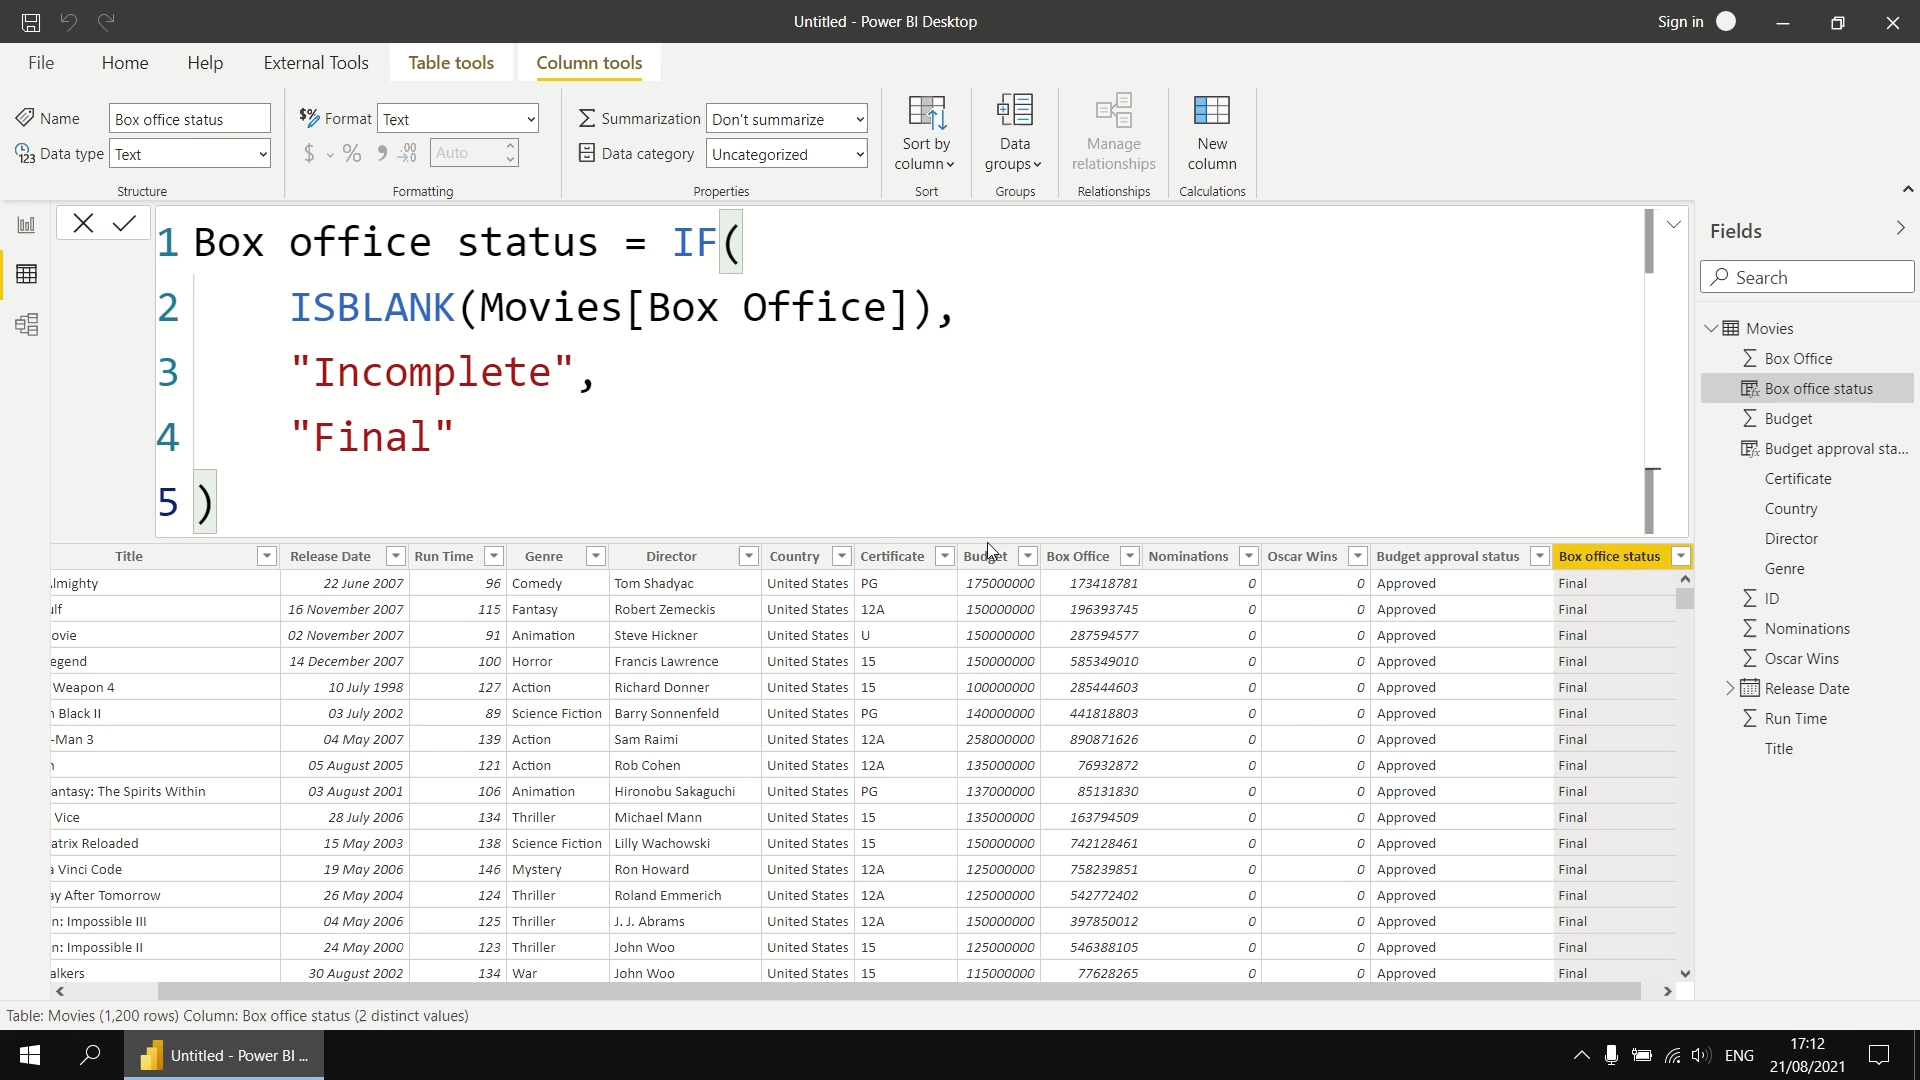 Untitled - Power BI Desktop
Sign in
File Home Help External Tools Table tools Column tools
Name Box office status
Data type Text
Structure
$% Format Text
$ % Auto
Formatting
Summarization Don't summarize
Data category Uncategorized
Properties
Sort by column
Sort
Data groups
Groups
Manage relationships
Relationships
New column
Calculations
1 Box office status = IF(
2 ISBLANK(Movies[Box Office]),
3 "Incomplete",
4 "Final"
5 )
Title Release Date Run Time Genre Director Country Certificate Budget Box Office Nominations Oscar Wins Budget approval status Box office status
lmighty 22 June 2007 96 Comedy Tom Shadyac United States PG 175000000 173418781 0 0 Approved Final
ulf 16 November 2007 115 Fantasy Robert Zemeckis United States 12A 150000000 196393745 0 0 Approved Final
ovie 02 November 2007 91 Animation Steve Hickner United States U 150000000 287594577 0 0 Approved Final
egend 14 December 2007 100 Horror Francis Lawrence United States 15 150000000 585349010 0 0 Approved Final
Weapon 4 10 July 1998 127 Action Richard Donner United States 15 100000000 285444603 0 0 Approved Final
Black II 03 July 2002 89 Science Fiction Barry Sonnenfeld United States PG 140000000 441818803 0 0 Approved Final
-Man 3 04 May 2007 139 Action Sam Raimi United States 12A 258000000 890871626 0 0 Approved Final
05 August 2005 121 Action Rob Cohen United States 12A 135000000 76932872 0 0 Approved Final
antasy: The Spirits Within 03 August 2001 106 Animation Hironobu Sakaguchi United States PG 137000000 85131830 0 0 Approved Final
Vice 28 July 2006 134 Thriller Michael Mann United States 15 135000000 163794509 0 0 Approved Final
atrix Reloaded 15 May 2003 138 Science Fiction Lilly Wachowski United States 15 150000000 742128461 0 0 Approved Final
a Vinci Code 19 May 2006 146 Mystery Ron Howard United States 12A 125000000 758239851 0 0 Approved Final
ay After Tomorrow 26 May 2004 124 Thriller Roland Emmerich United States 12A 125000000 542772402 0 0 Approved Final
n: Impossible III 04 May 2006 125 Thriller J. J. Abrams United States 12A 150000000 397850012 0 0 Approved Final
n: Impossible II 24 May 2000 123 Thriller John Woo United States 15 125000000 546388105 0 0 Approved Final
alkers 30 August 2002 134 War John Woo United States 15 115000000 77628265 0 0 Approved Final
Fields
Search
Movies
Box Office
Box office status
Budget
Budget approval sta...
Certificate
Country
Director
Genre
ID
Nominations
Oscar Wins
Release Date
Run Time
Title
Table: Movies (1,200 rows) Column: Box office status (2 distinct values)
Untitled - Power BI ...
ENG
17:12
21/08/2021